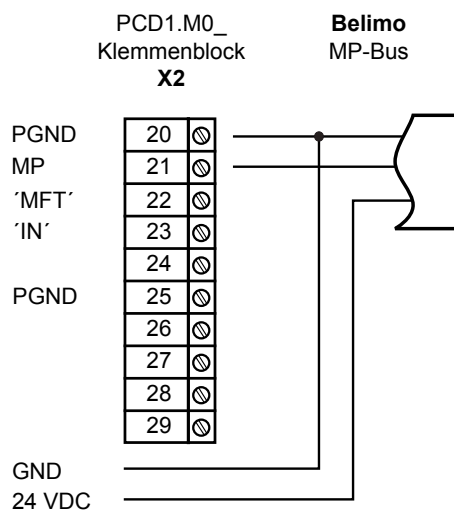 PCD1.M0_ Belimo
Klemmenblock MP-Bus
X2
PGND 20
MP 21
´MFT´ 22
´IN´ 23
24
PGND 25
26
27
28
29
GND
24 VDC